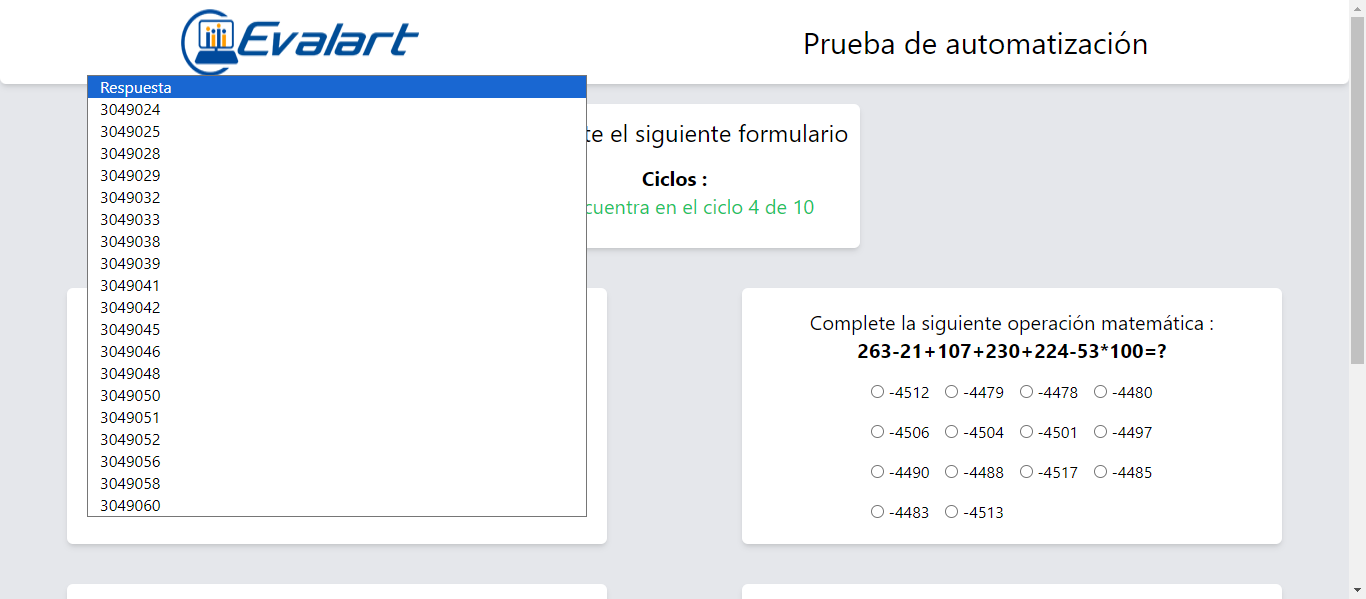 Evalart
Prueba de automatización
Respuesta
3049024
3049025
3049028
3049029
3049032
3049033
3049038
3049039
3049041
3049042
3049045
3049046
3049048
3049050
3049051
3049052
3049056
3049058
3049060
te el siguiente formulario
Ciclos :
cuentra en el ciclo 4 de 10
Complete la siguiente operación matemática :
263-21+107+230+224-53*100=?
-4512 -4479 -4478 -4480
-4506 -4504 -4501 -4497
-4490 -4488 -4517 -4485
-4483 -4513